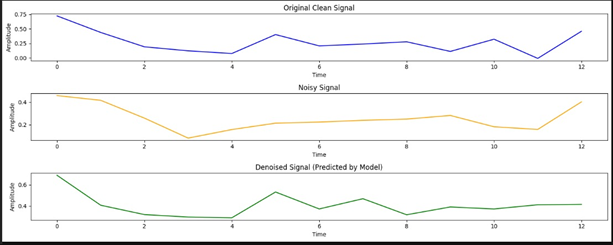 Original Clean Signal
0.75
0.50
0.25
0.00
Amplitude
0 2 4 6 8 10 12
Time
Noisy Signal
0.4
0.2
Amplitude
0 2 4 6 8 10 12
Time
Denoised Signal (Predicted by Model)
0.6
0.4
Amplitude
0 2 4 6 8 10 12
Time